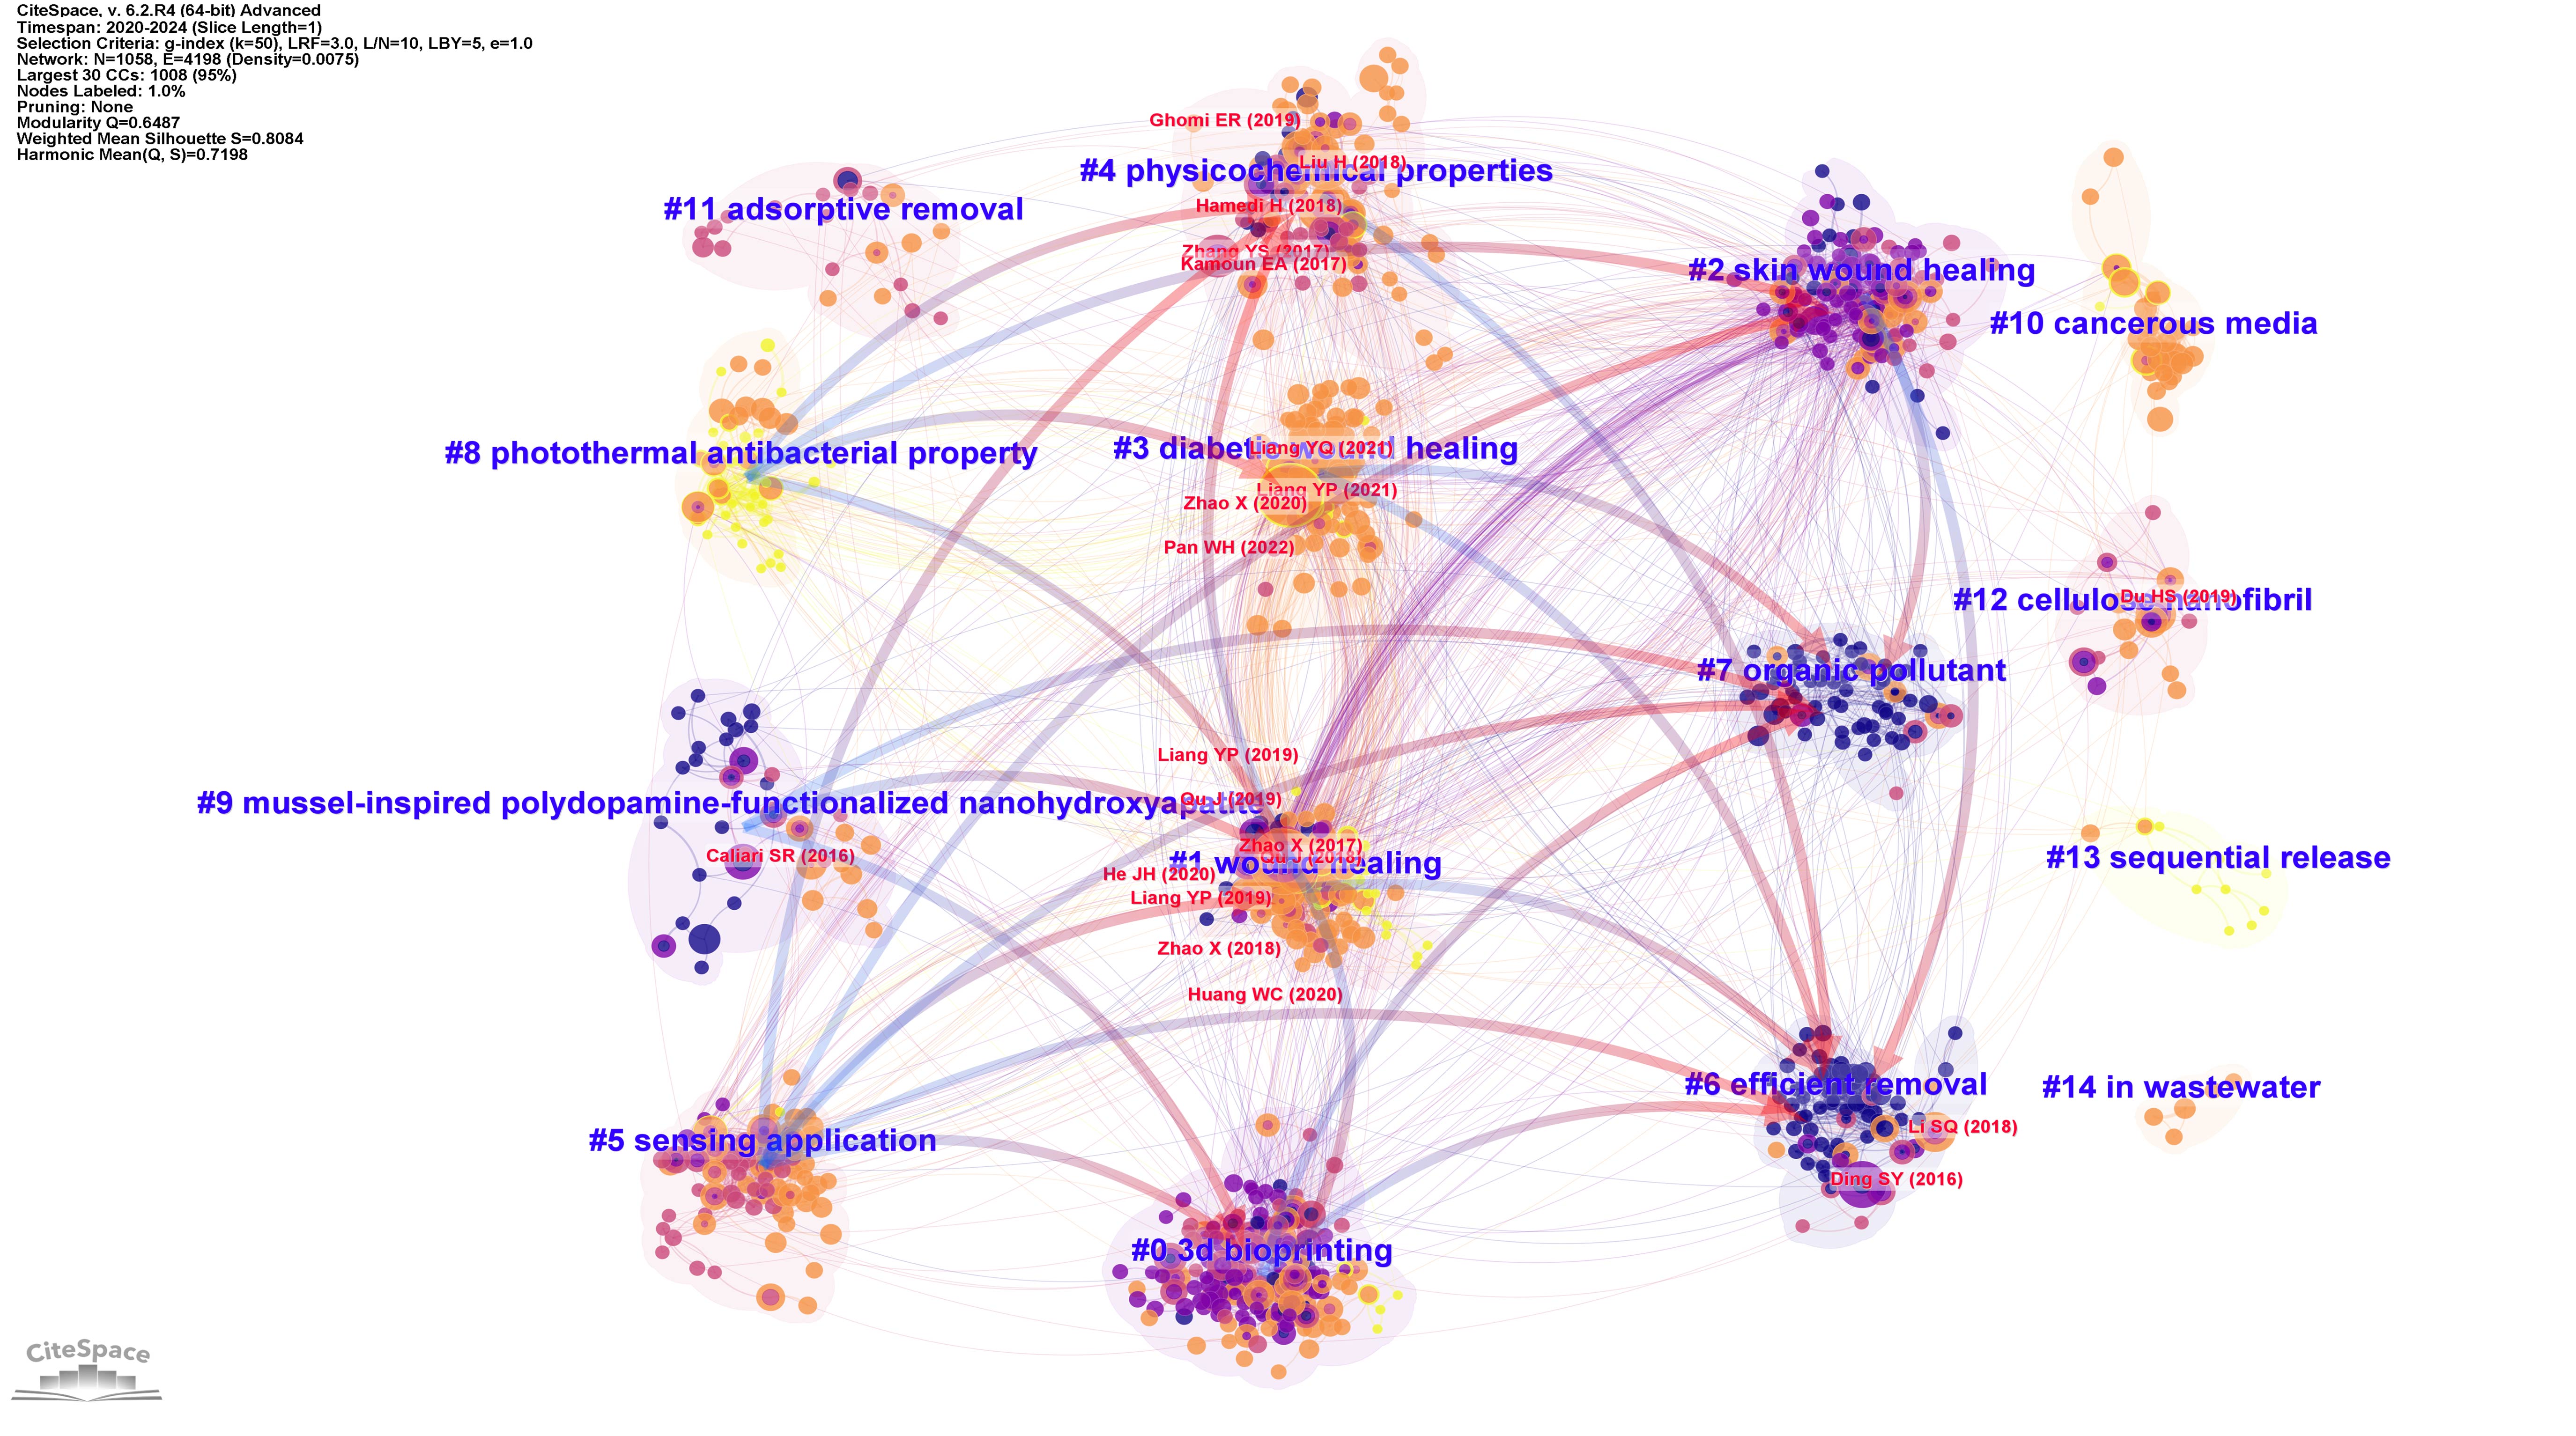 CiteSpace, v. 6.2.R4 (64-bit) Advanced
Timespan: 2020-2024 (Slice Length=1)
Selection Criteria: g-index (k=50), LRF=3.0, L/N=10, LBY=5, e=1.0
Network: N=1058, E=4198 (Density=0.0075)
Largest 30 CCs: 1008 (95%)
Nodes Labeled: 1.0%
Pruning: None
Modularity Q=0.6487
Weighted Mean Silhouette S=0.8084
Harmonic Mean(Q, S)=0.7198
Ghomi ER (2019)
Liu H (2018)
#4 physicochemical properties
Hamedi H (2018)
#11 adsorptive removal
Zhang YS (2017)
Kamoun EA (2017)
#2 skin wound healing
#10 cancerous media
#8 photothermal antibacterial property
#3 diabetic wound healing
Liang YQ (2021)
Liang YP (2021)
Zhao X (2020)
Pan WH (2022)
#12 cellulose nanofibril
Du HS (2019)
#7 organic pollutant
Liang YP (2019)
Qu J (2019)
#9 mussel-inspired polydopamine-functionalized nanohydroxyapatite
Caliari SR (2016)
Zhao X (2017)
Qu J (2018)
#1 wound healing
He JH (2020)
Liang YP (2019)
#13 sequential release
Zhao X (2018)
Huang WC (2020)
#6 efficient removal
#14 in wastewater
Li SQ (2018)
#5 sensing application
Ding SY (2016)
#0 3d bioprinting
CiteSpace